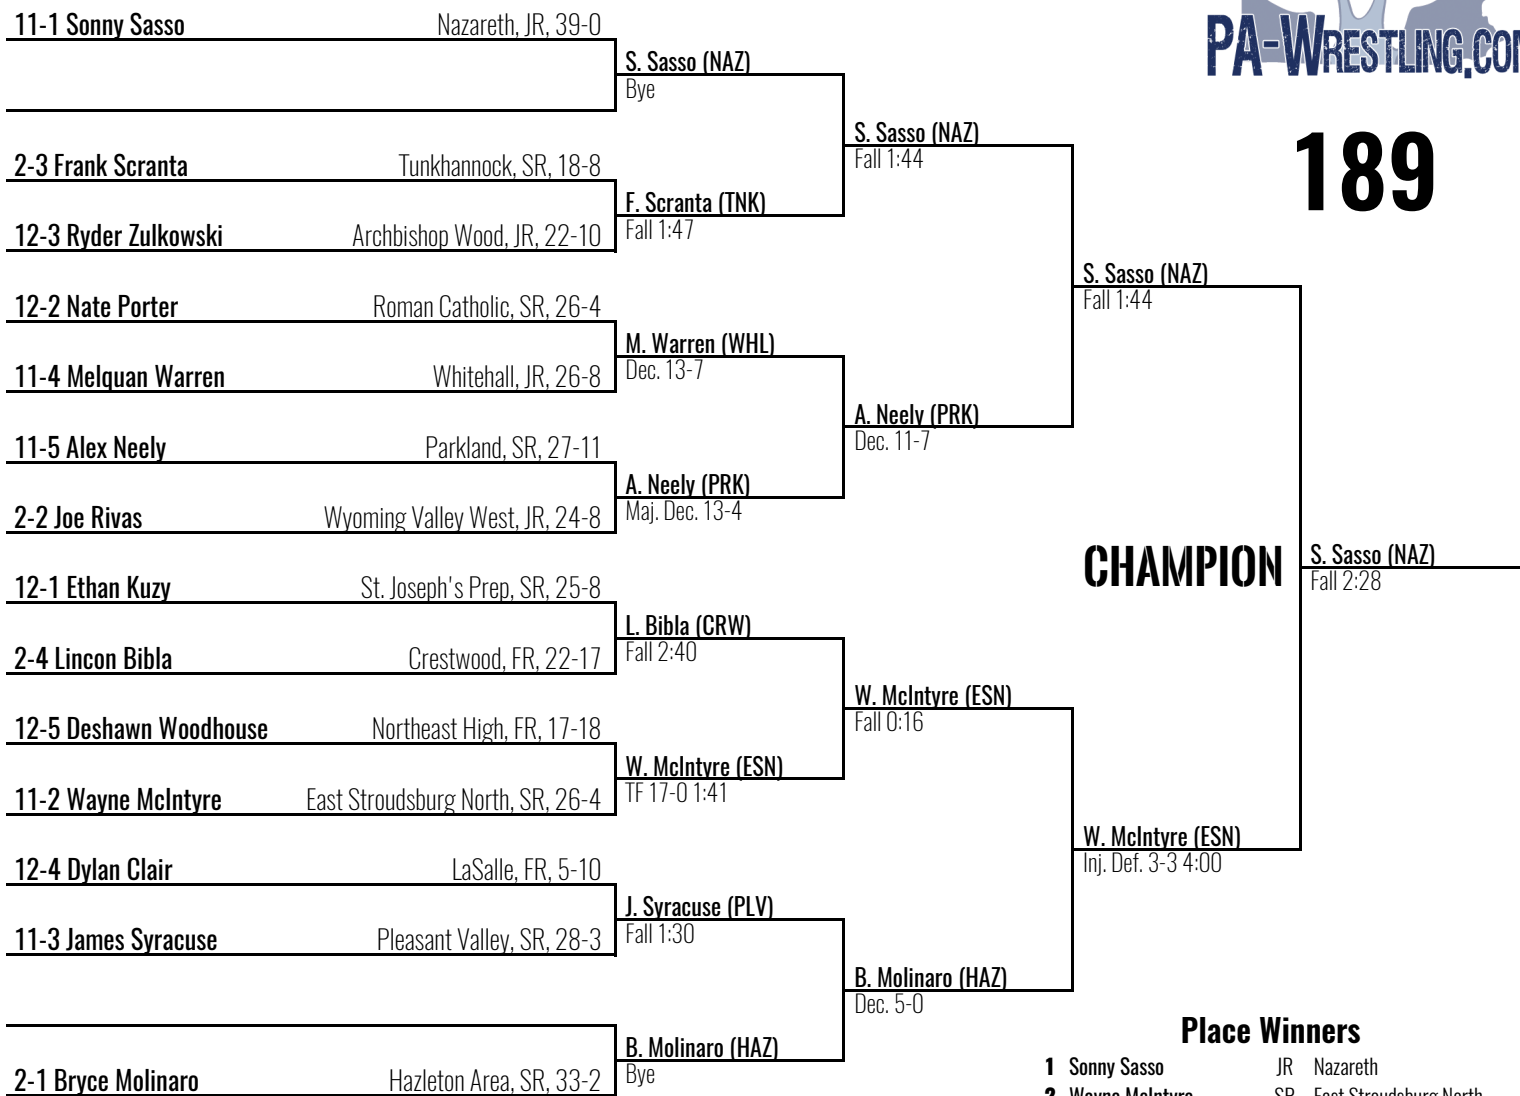 PA-WRESTLING.COM
189
11-1 Sonny Sasso Nazareth, JR, 39-0
2-3 Frank Scranta Tunkhannock, SR, 18-8
12-3 Ryder Zulkowski Archbishop Wood, JR, 22-10
12-2 Nate Porter Roman Catholic, SR, 26-4
11-4 Melquan Warren Whitehall, JR, 26-8
11-5 Alex Neely Parkland, SR, 27-11
2-2 Joe Rivas Wyoming Valley West, JR, 24-8
12-1 Ethan Kuzy St. Joseph's Prep, SR, 25-8
2-4 Lincon Bibla Crestwood, FR, 22-17
12-5 Deshawn Woodhouse Northeast High, FR, 17-18
11-2 Wayne McIntyre East Stroudsburg North, SR, 26-4
12-4 Dylan Clair LaSalle, FR, 5-10
11-3 James Syracuse Pleasant Valley, SR, 28-3
2-1 Bryce Molinaro Hazleton Area, SR, 33-2
S. Sasso (NAZ)
Bye
F. Scranta (TNK)
Fall 1:47
M. Warren (WHL)
Dec. 13-7
A. Neely (PRK)
Maj. Dec. 13-4
L. Bibla (CRW)
Fall 2:40
W. McIntyre (ESN)
TF 17-0 1:41
J. Syracuse (PLV)
Fall 1:30
B. Molinaro (HAZ)
Bye
S. Sasso (NAZ)
Fall 1:44
A. Neely (PRK)
Dec. 11-7
W. McIntyre (ESN)
Fall 0:16
B. Molinaro (HAZ)
Dec. 5-0
S. Sasso (NAZ)
Fall 1:44
W. McIntyre (ESN)
Inj. Def. 3-3 4:00
CHAMPION
S. Sasso (NAZ)
Fall 2:28
Place Winners
1 Sonny Sasso JR Nazareth
2 Wayne McIntyre SR East Stroudsburg North